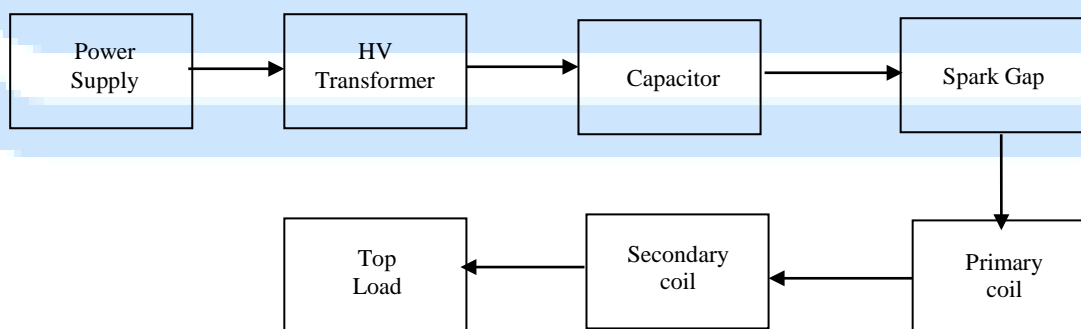 Power
Supply
HV
Transformer
Capacitor
Spark Gap
Primary
coil
Secondary
coil
Top
Load